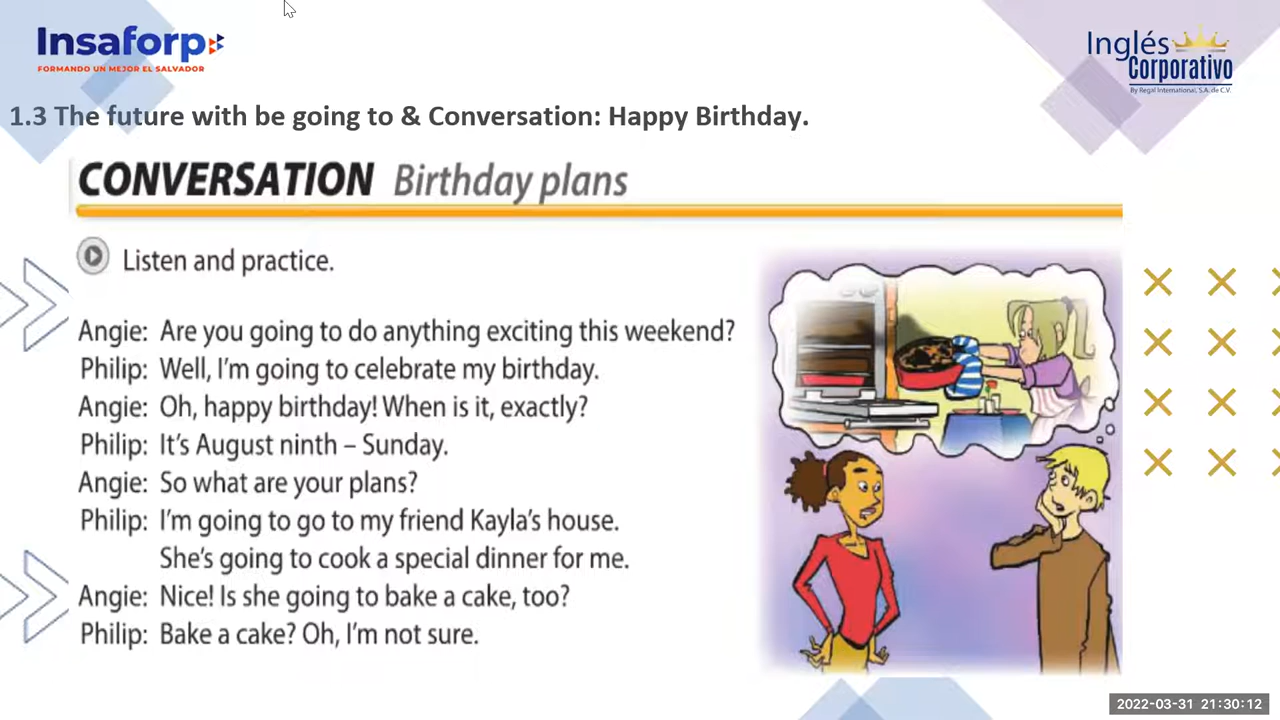 Insaforp
FORMANDO UN MEJOR EL SALVADOR
Inglés
Corporativo
By Regal International, S.A. de C.V.
1.3 The future with be going to & Conversation: Happy Birthday.
CONVERSATION Birthday plans
Listen and practice.
Angie: Are you going to do anything exciting this weekend?
Philip: Well, I'm going to celebrate my birthday.
Angie: Oh, happy birthday! When is it, exactly?
Philip: It's August ninth – Sunday.
Angie: So what are your plans?
Philip: I'm going to go to my friend Kayla's house.
She's going to cook a special dinner for me.
Angie: Nice! Is she going to bake a cake, too?
Philip: Bake a cake? Oh, I'm not sure.
2022-03-31 21:30:12